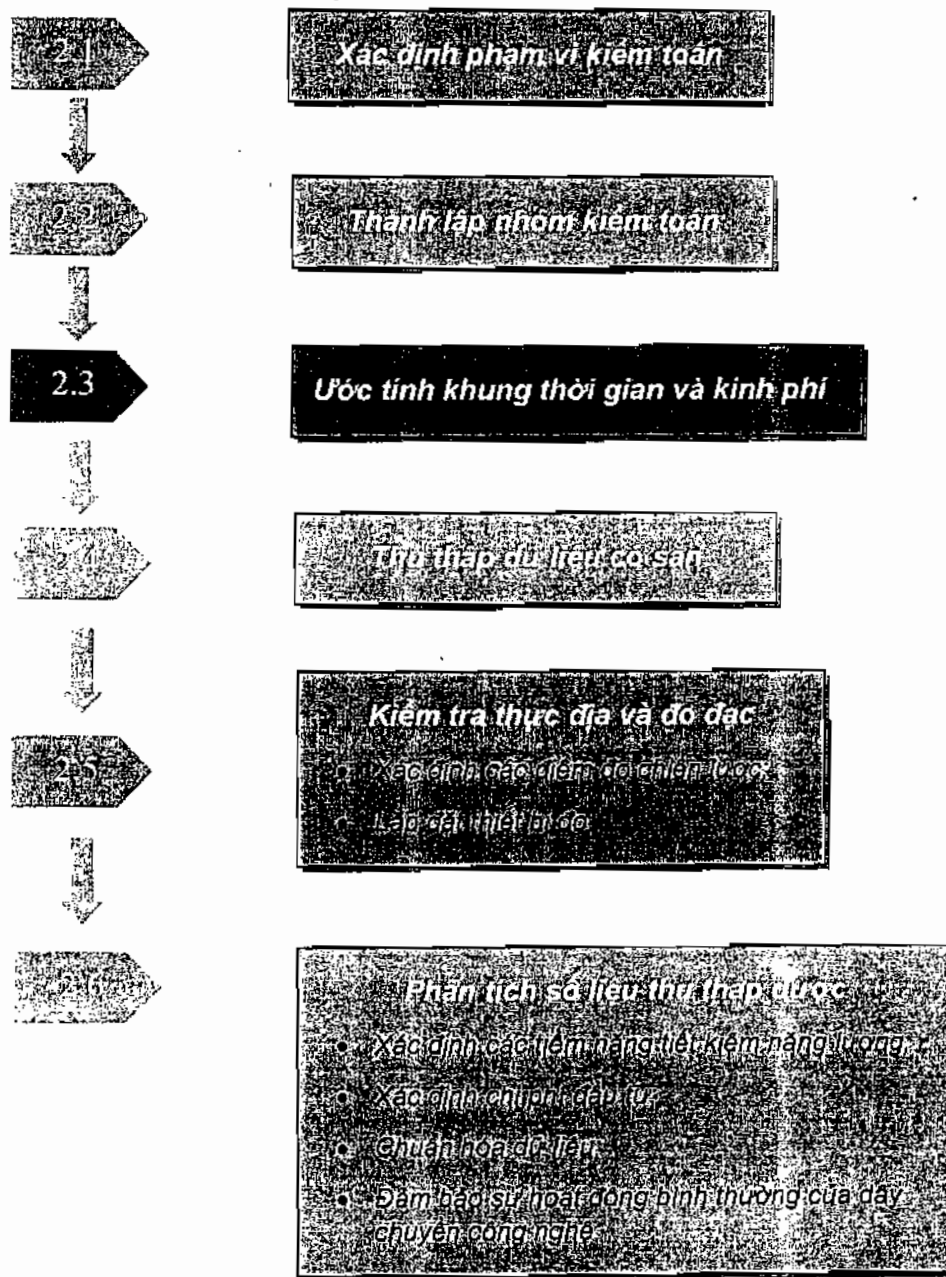 2.1
Xác định phạm vi kiểm toán
2.2
Thành lập nhóm kiểm toán
2.3
Ước tính khung thời gian và kinh phí
2.4
Thu thập dữ liệu có sẵn
2.5
Kiểm tra thực địa và đo đạc
• Xác định các điểm đo chiến lược
• Lắp đặt thiết bị đo
2.6
Phân tích số liệu thu thập được
• Xác định các tiềm năng tiết kiệm năng lượng
• Xác định chi phí đầu tư
• Chuẩn hóa dữ liệu
• Đảm bảo sự hoạt động bình thường của dây
chuyền công nghệ